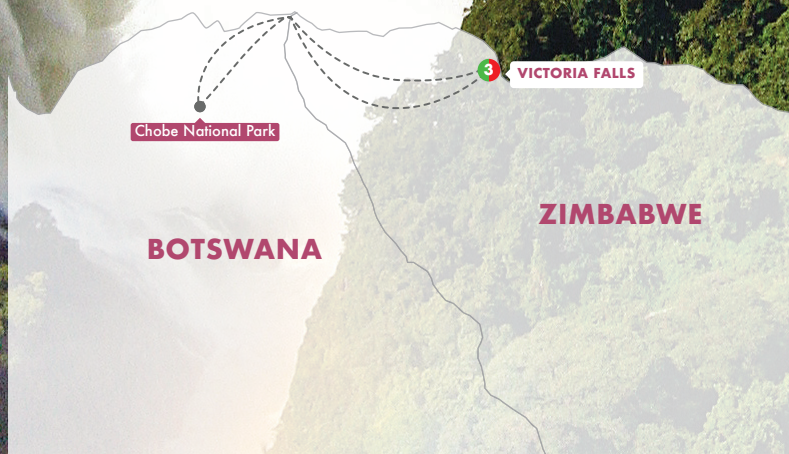 3
VICTORIA FALLS
Chobe National Park
ZIMBABWE
BOTSWANA